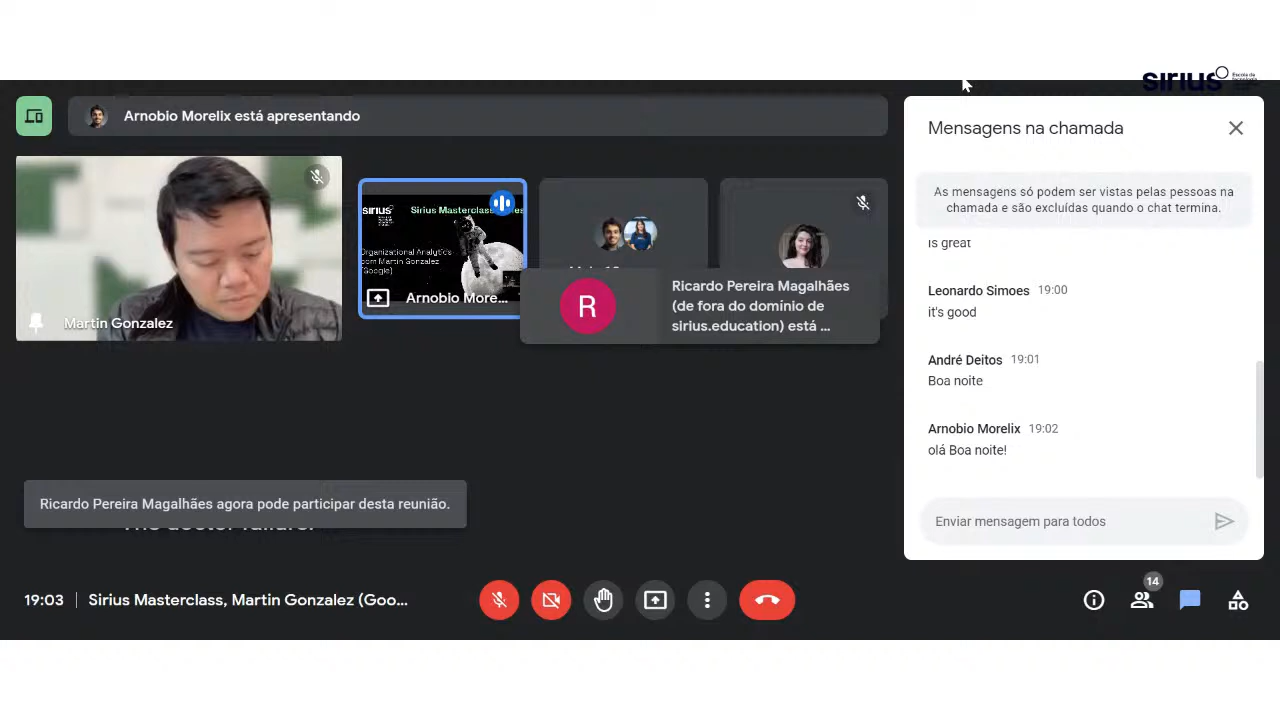 sirius
Escola de
tecnologia
Arnobio Morelix está apresentando
Mensagens na chamada
As mensagens só podem ser vistas pelas pessoas na
chamada e são excluídas quando o chat termina.
is great
Leonardo Simoes 19:00
it's good
André Deitos 19:01
Boa noite
Arnobio Morelix 19:02
olá Boa noite!
Enviar mensagem para todos
Martin Gonzalez
sirius
Sirius Masterclass
Organizational Analytics
com Martin Gonzalez
(Google)
Arnobio More...
R
Ricardo Pereira Magalhães
(de fora do domínio de
sirius.education) está ...
Ricardo Pereira Magalhães agora pode participar desta reunião.
19:03 | Sirius Masterclass, Martin Gonzalez (Goo...
14